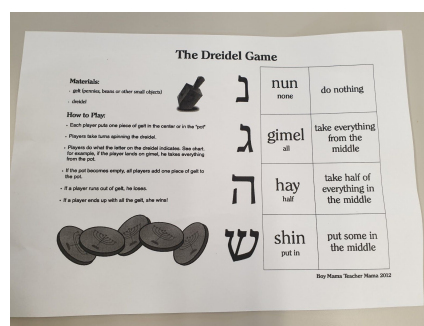 The Dreidel Game
Materials:
- gelt (pennies, beans or other small objects)
- dreidel
How to Play:
- Each player puts one piece of gelt in the center or in the "pot"
- Players take turns spinning the dreidel.
- Players do what the letter on the dreidel indicates. See chart.
for example, if the player lands on gimel, he takes everything
from the pot.
- If the pot becomes empty, all players add one piece of gelt to
the pot.
- If a player runs out of gelt, he loses.
- If a player ends up with all the gelt, she wins!
נ
nun
none
do nothing
ג
gimel
all
take everything
from the
middle
ה
hay
half
take half of
everything in
the middle
ש
shin
put in
put some in
the middle
Boy Mama Teacher Mama 2012